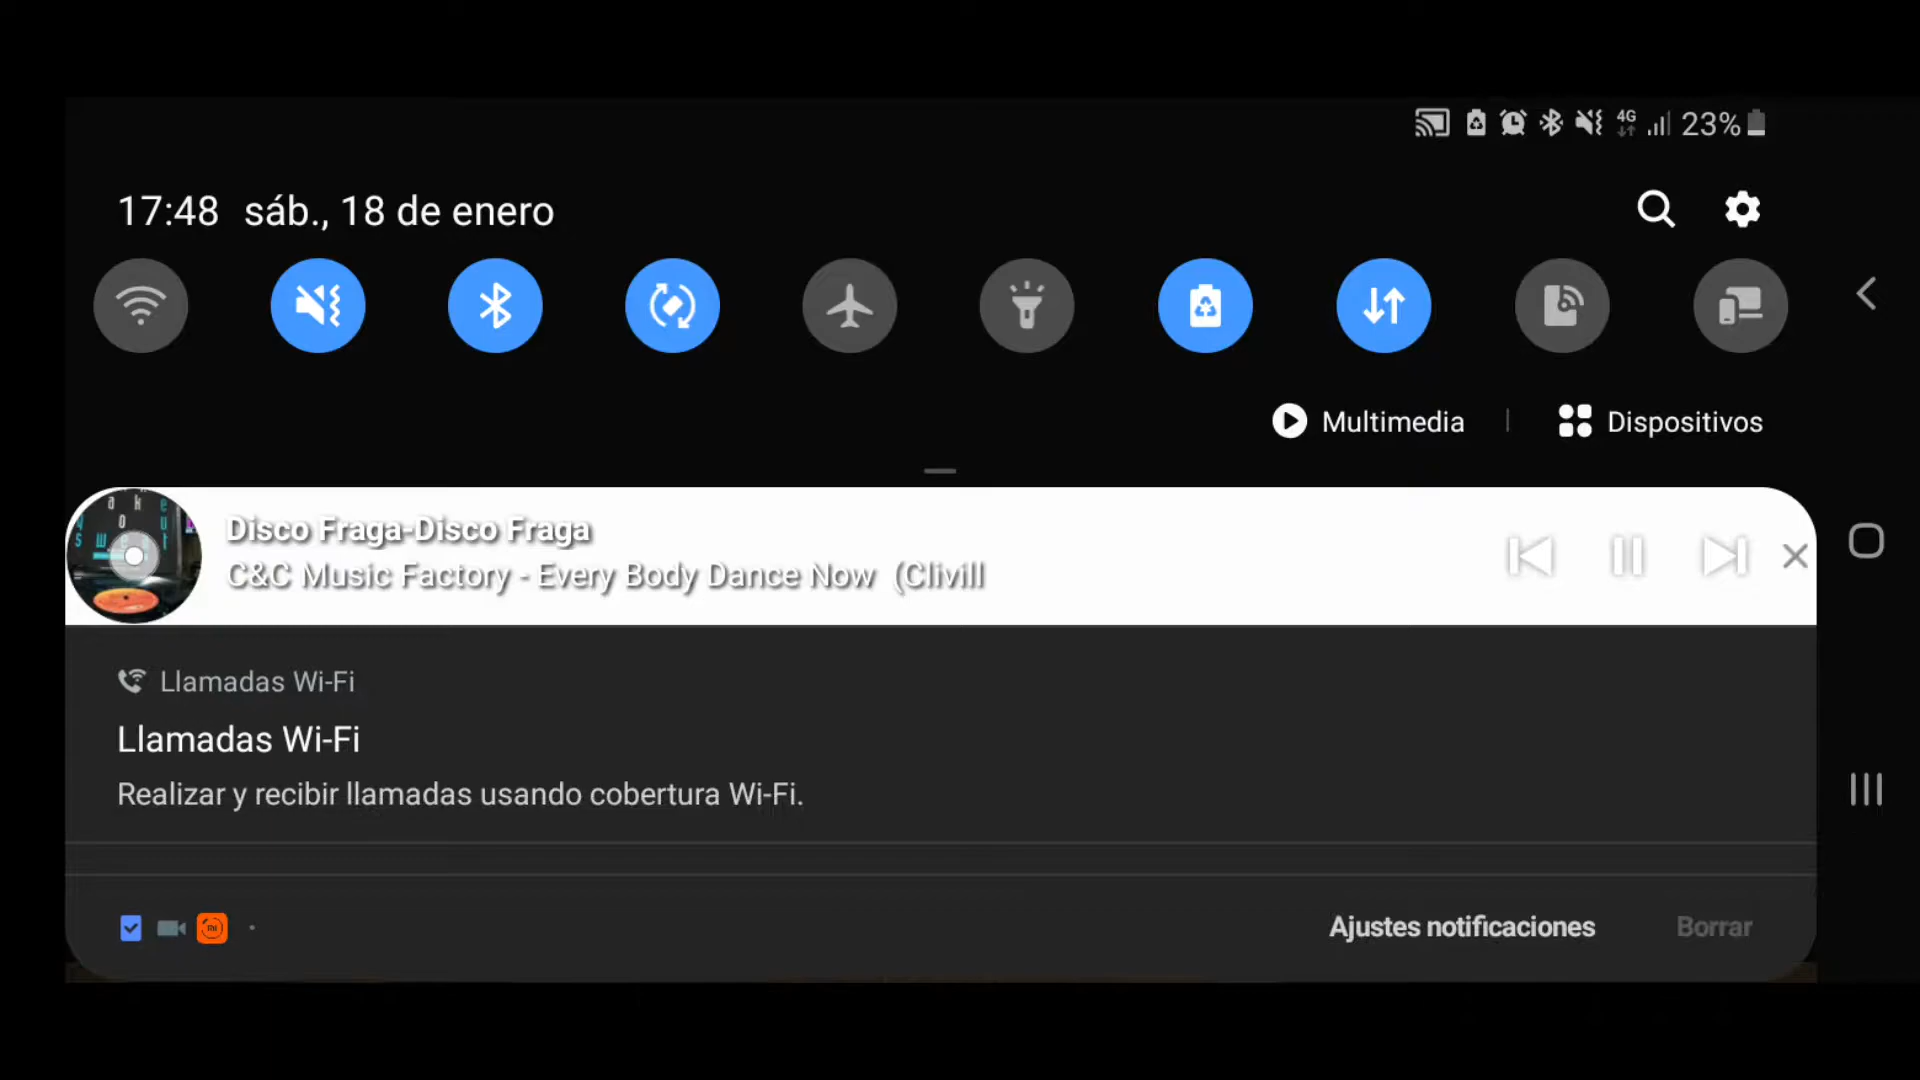 4G 23%
17:48 sáb., 18 de enero
Multimedia | Dispositivos
Disco Fraga-Disco Fraga
C&C Music Factory - Every Body Dance Now (Clivill
Llamadas Wi-Fi
Llamadas Wi-Fi
Realizar y recibir llamadas usando cobertura Wi-Fi.
Ajustes notificaciones Borrar